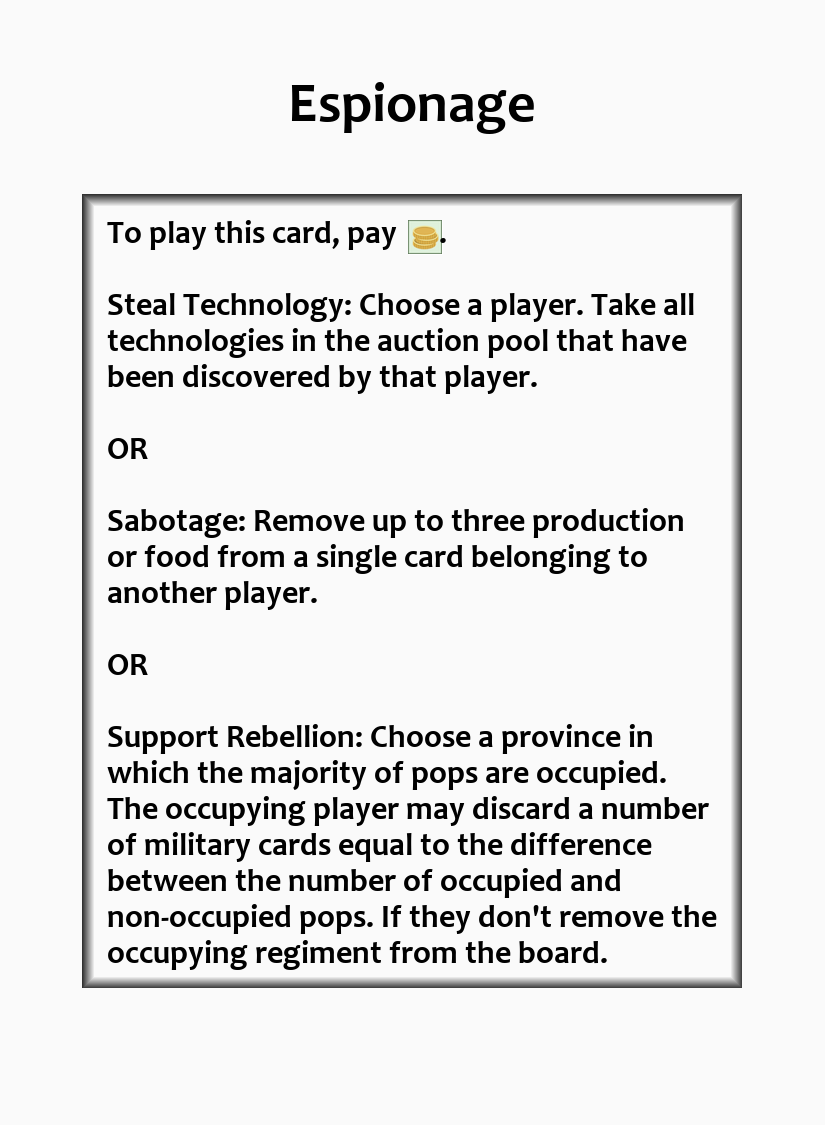 Espionage
To play this card, pay .
Steal Technology: Choose a player. Take all
technologies in the auction pool that have
been discovered by that player.
OR
Sabotage: Remove up to three production
or food from a single card belonging to
another player.
OR
Support Rebellion: Choose a province in
which the majority of pops are occupied.
The occupying player may discard a number
of military cards equal to the difference
between the number of occupied and
non-occupied pops. If they don't remove the
occupying regiment from the board.